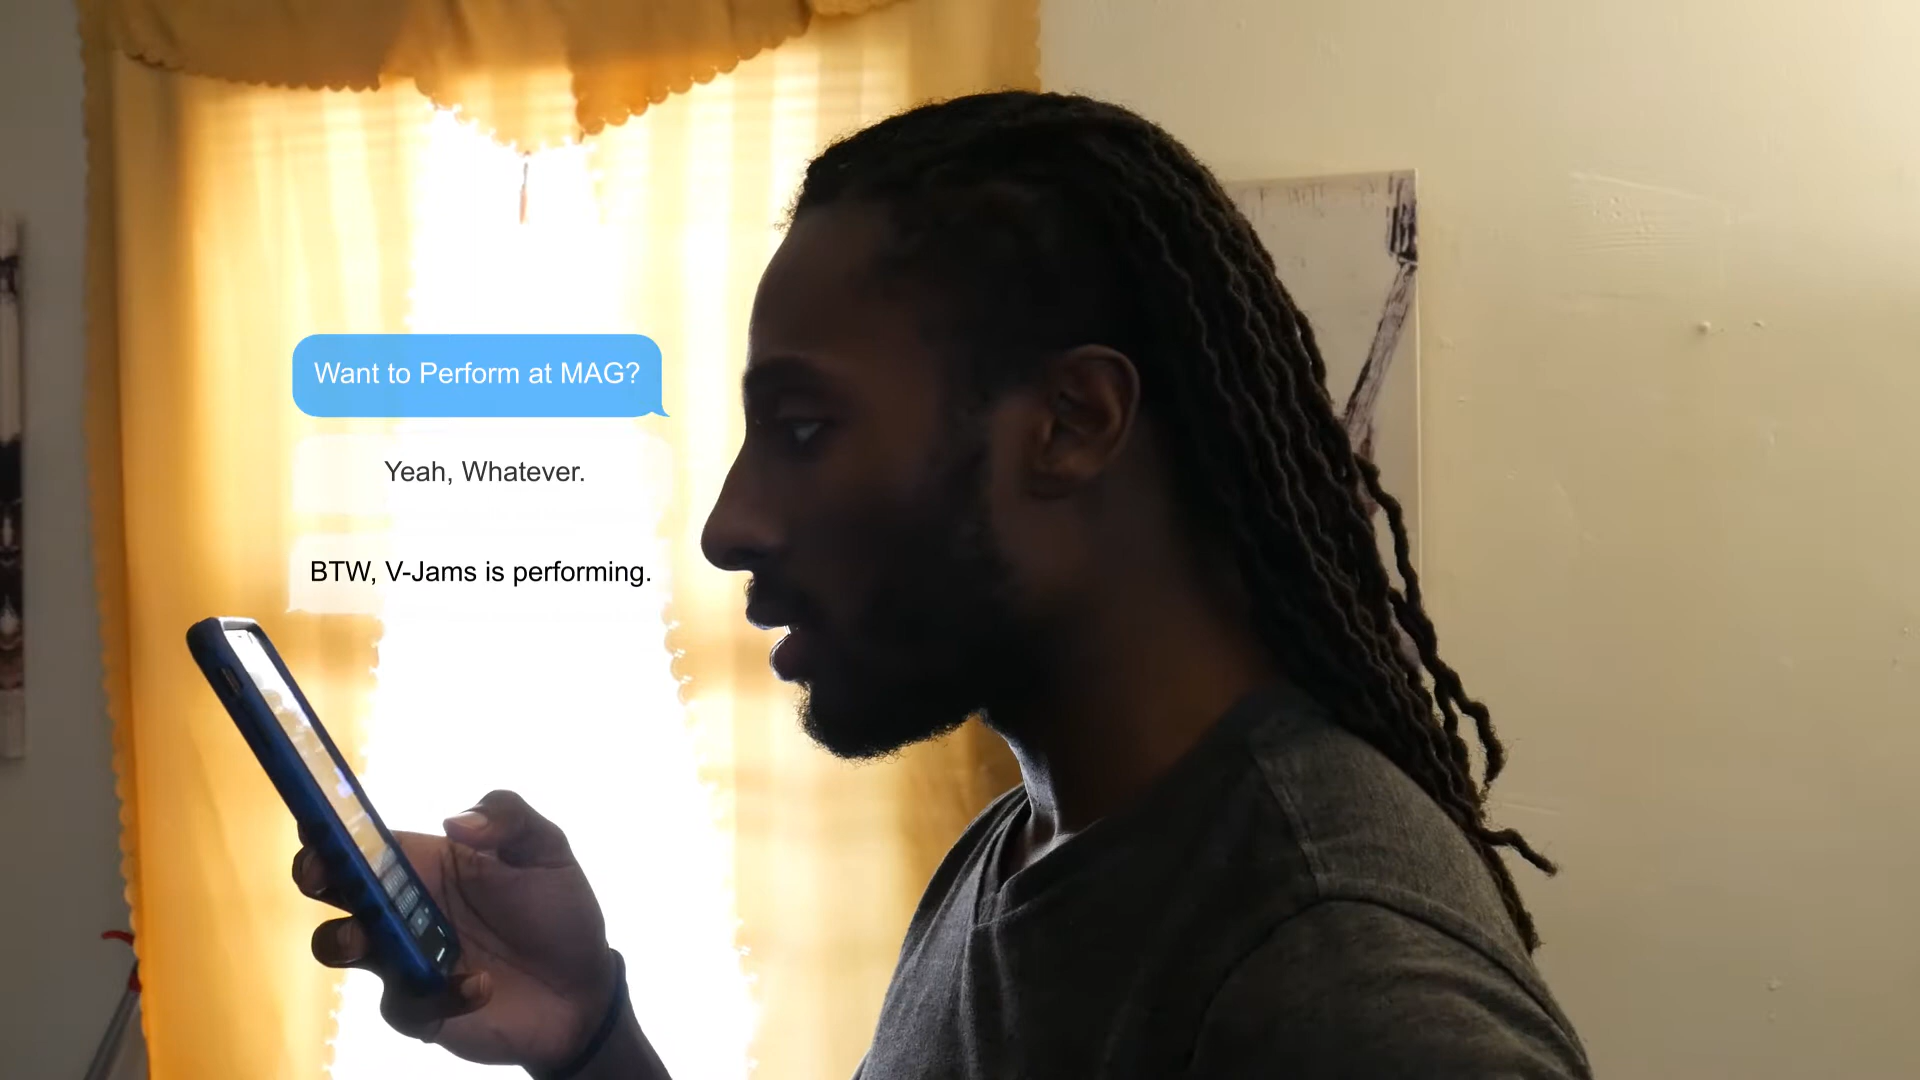 Want to Perform at MAG?
Yeah, Whatever.
BTW, V-Jams is performing.